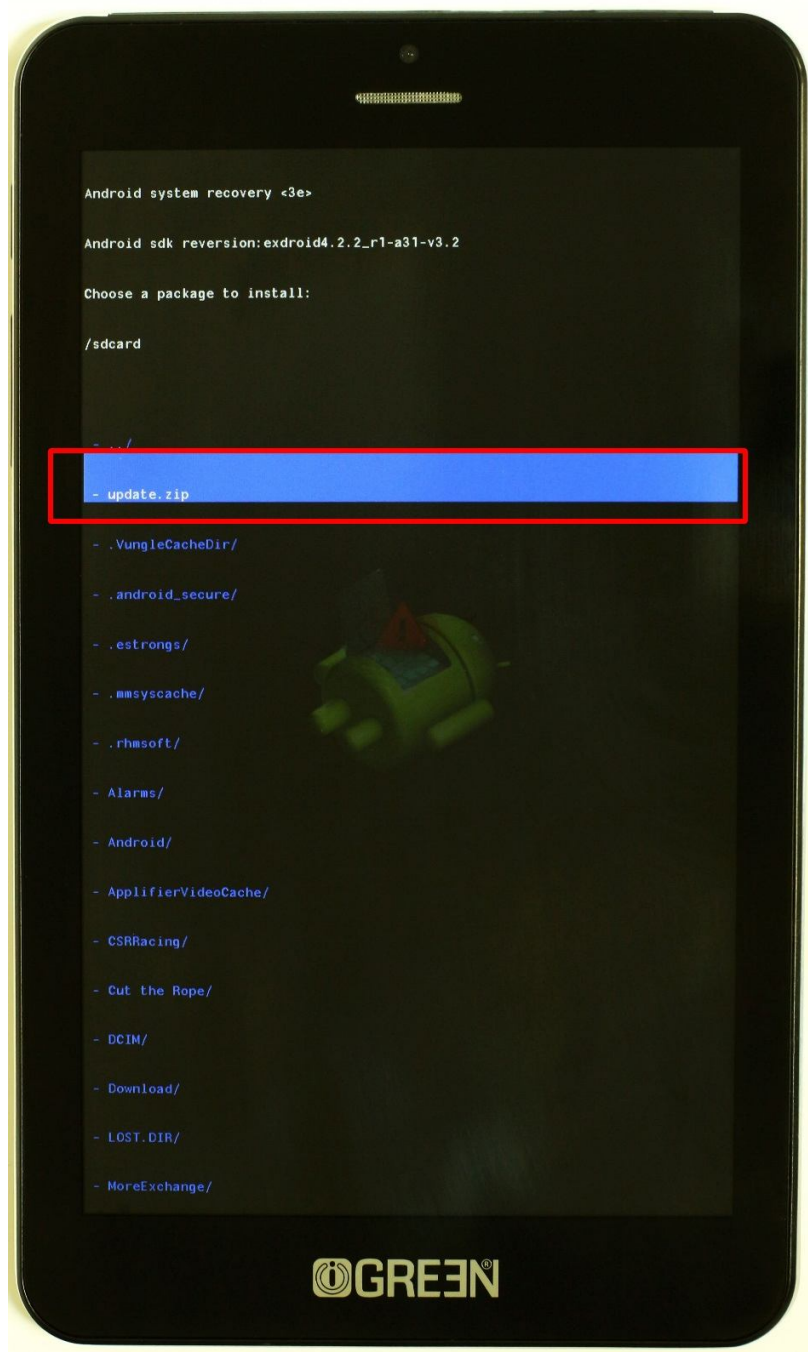 Android system recovery <3e>
Android sdk reversion:exdroid4.2.2_r1-a31-v3.2
Choose a package to install:
/sdcard
- ../
- update.zip
- .VungleCacheDir/
- .android_secure/
- .estrongs/
- .mmsyscache/
- .rhmsoft/
- Alarms/
- Android/
- ApplifierVideoCache/
- CSRRacing/
- Cut the Rope/
- DCIM/
- Download/
- LOST.DIR/
- MoreExchange/
iGREEN®